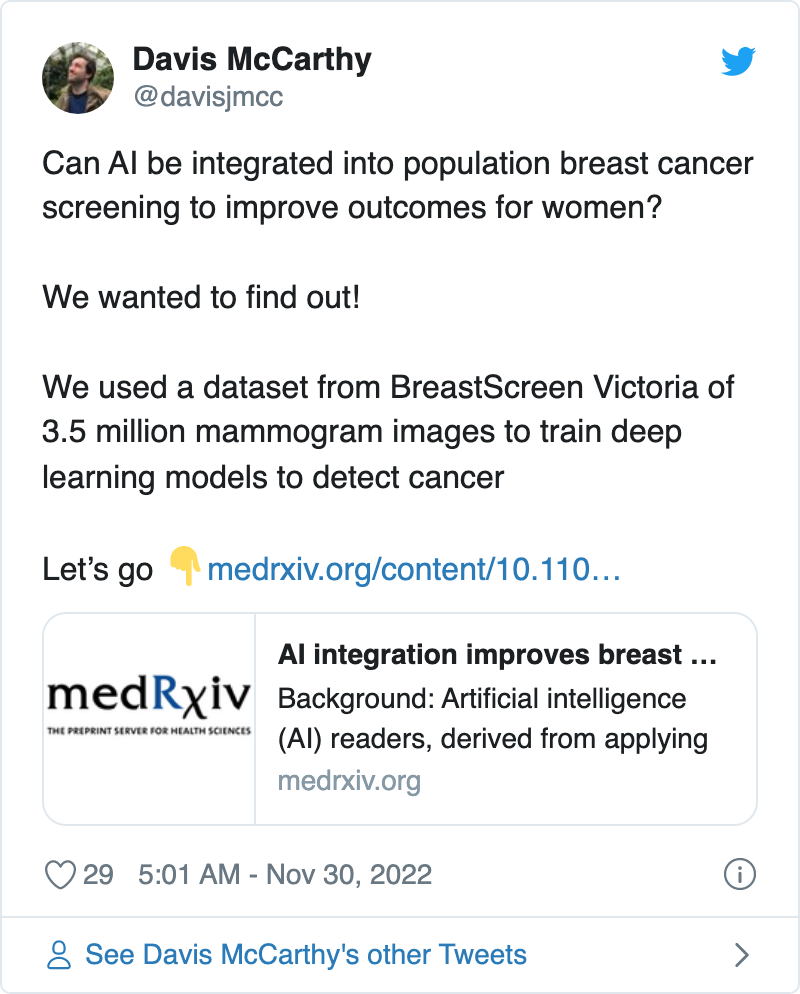 Davis McCarthy
@davisjmcc
Can AI be integrated into population breast cancer
screening to improve outcomes for women?
We wanted to find out!
We used a dataset from BreastScreen Victoria of
3.5 million mammogram images to train deep
learning models to detect cancer
Let’s go 👇 medrxiv.org/content/10.110…
medRxiv
THE PREPRINT SERVER FOR HEALTH SCIENCES
AI integration improves breast ...
Background: Artificial intelligence
(AI) readers, derived from applying
medrxiv.org
29 5:01 AM - Nov 30, 2022
See Davis McCarthy's other Tweets